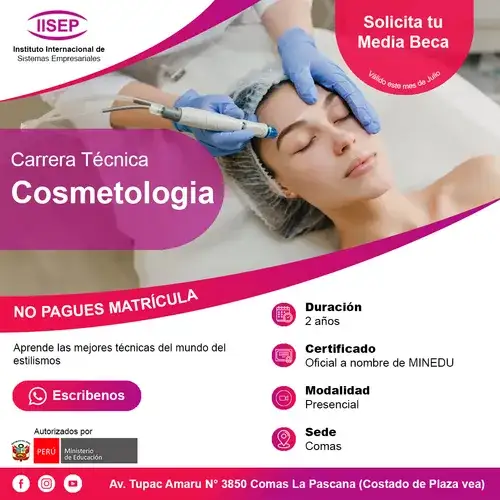 IISEP
Instituto Internacional de
Sistemas Empresariales
Solicita tu
Media Beca
Válido este mes de Julio
Carrera Técnica
Cosmetologia
NO PAGUES MATRÍCULA
Aprende las mejores técnicas del mundo del
estilismos
Escribenos
Autorizados por
PERÚ
Ministerio
de Educación
Duración
2 años
Certificado
Oficial a nombre de MINEDU
Modalidad
Presencial
Sede
Comas
Av. Tupac Amaru N° 3850 Comas La Pascana (Costado de Plaza vea)